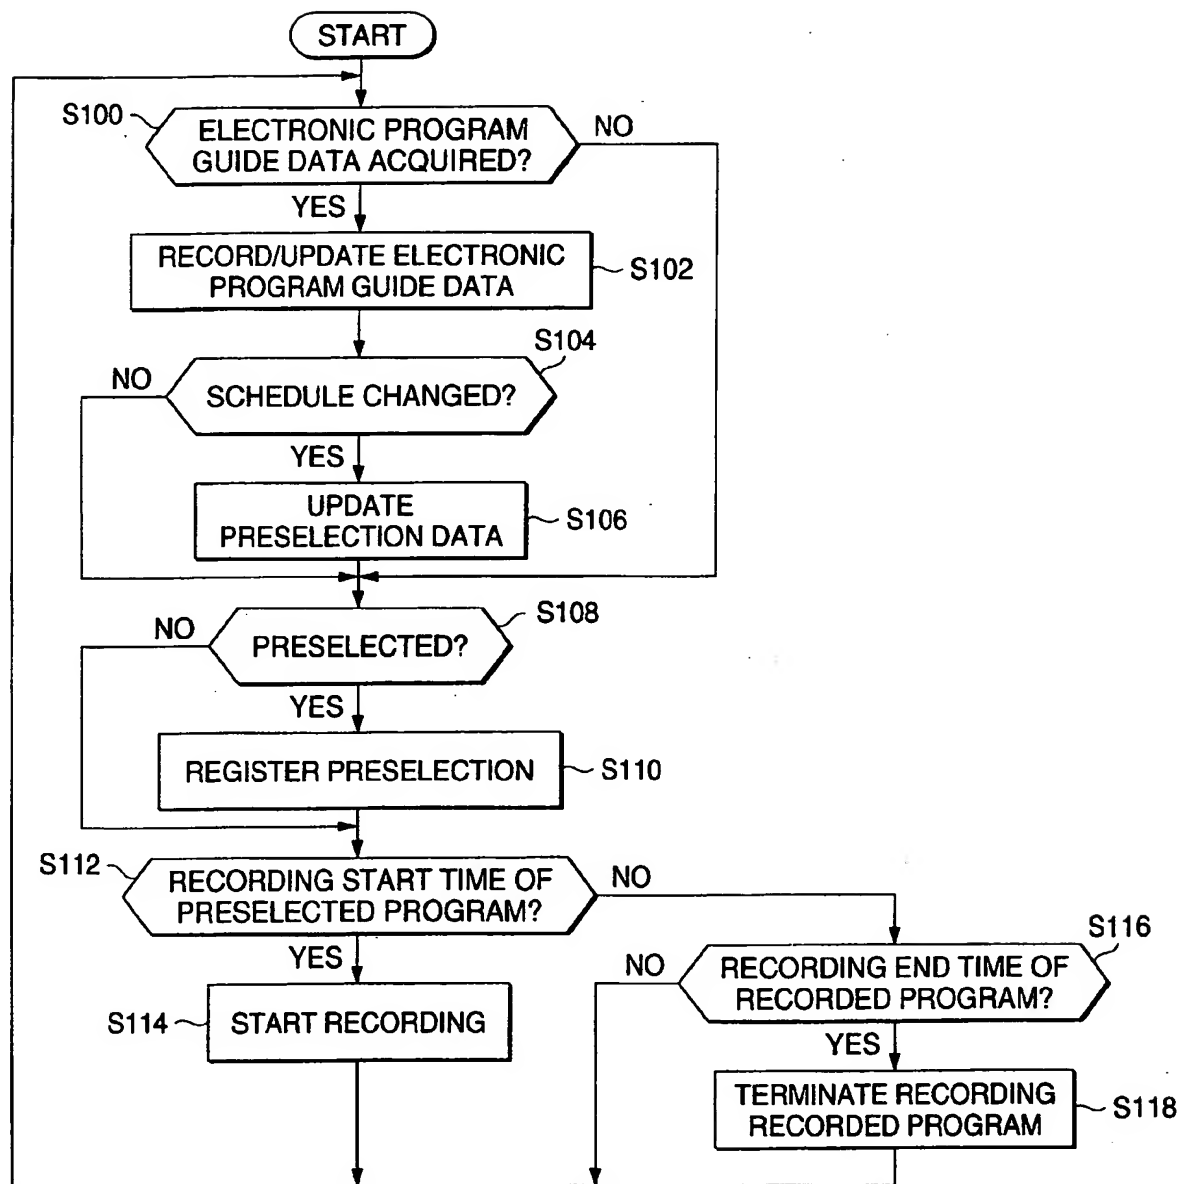 START
S100
ELECTRONIC PROGRAM
GUIDE DATA ACQUIRED?
NO
YES
RECORD/UPDATE ELECTRONIC
PROGRAM GUIDE DATA
S102
S104
NO
SCHEDULE CHANGED?
YES
UPDATE
PRESELECTION DATA
S106
S108
NO
PRESELECTED?
YES
REGISTER PRESELECTION
S110
S112
RECORDING START TIME OF
PRESELECTED PROGRAM?
NO
YES
S116
NO
RECORDING END TIME OF
RECORDED PROGRAM?
S114
START RECORDING
YES
TERMINATE RECORDING
RECORDED PROGRAM
S118